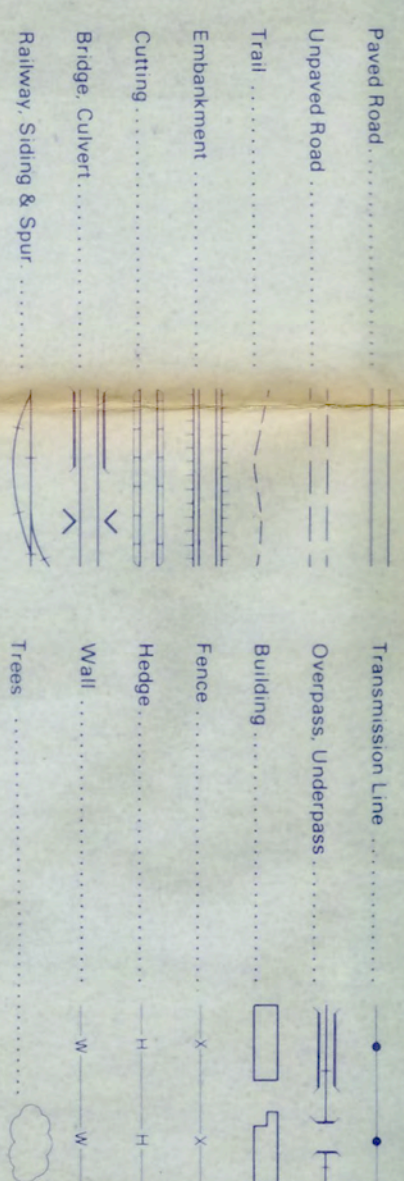 Paved Road ....................
Unpaved Road ....................
Trail ....................
Embankment ....................
Cutting ....................
Bridge, Culvert ....................
Railway, Siding & Spur. ..........
Transmission Line ..............
Overpass, Underpass ..............
Building ....................
Fence ....................
X X
Hedge ....................
H H
Wall ....................
W W
Trees ....................